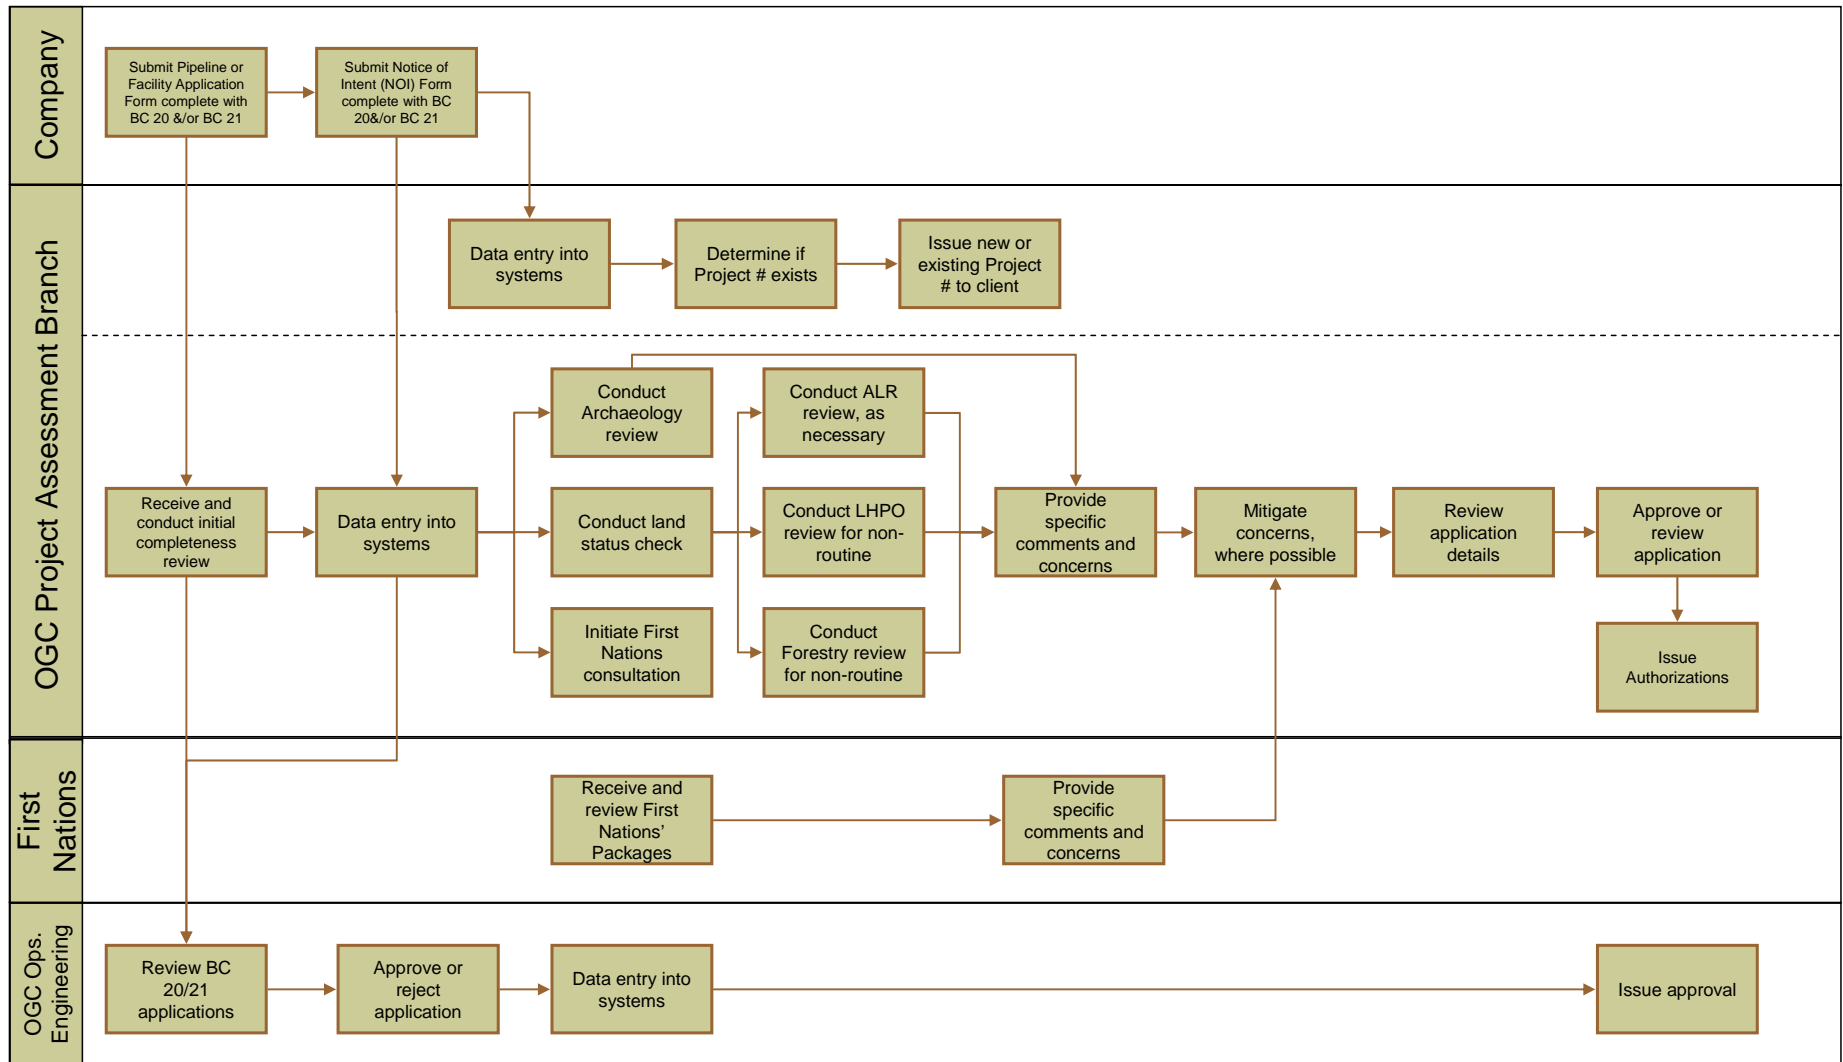 Company
Submit Pipeline or
Facility Application
Form complete with
BC 20 &/or BC 21
Submit Notice of
Intent (NOI) Form
complete with BC
20&/or BC 21
OGC Project Assessment Branch
Data entry into
systems
Determine if
Project # exists
Issue new or
existing Project
# to client
Conduct
Archaeology
review
Conduct ALR
review, as
necessary
Receive and
conduct initial
completeness
review
Data entry into
systems
Conduct land
status check
Conduct LHPO
review for non-
routine
Provide
specific
comments and
concerns
Mitigate
concerns,
where possible
Review
application
details
Approve or
review
application
Initiate First
Nations
consultation
Conduct
Forestry review
for non-routine
Issue
Authorizations
First
Nations
Receive and
review First
Nations’
Packages
Provide
specific
comments and
concerns
OGC Ops.
Engineering
Review BC
20/21
applications
Approve or
reject
application
Data entry into
systems
Issue approval